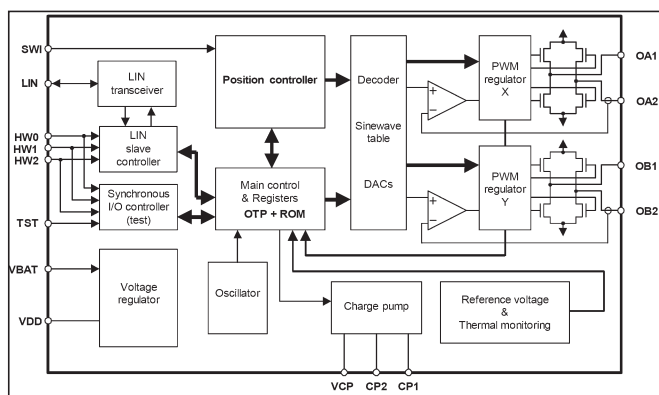 SWI
LIN
HW0
HW1
HW2
TST
VBAT
VDD
LIN
transceiver
LIN
slave
controller
Synchronous
I/O controller
(test)
Voltage
regulator
Position controller
Main control
& Registers
OTP + ROM
Oscillator
Decoder
Sinewave
table
DACs
Charge pump
VCP
CP2
CP1
PWM
regulator
X
PWM
regulator
Y
Reference voltage
&
Thermal monitoring
OA1
OA2
OB1
OB2
+
−
+
−